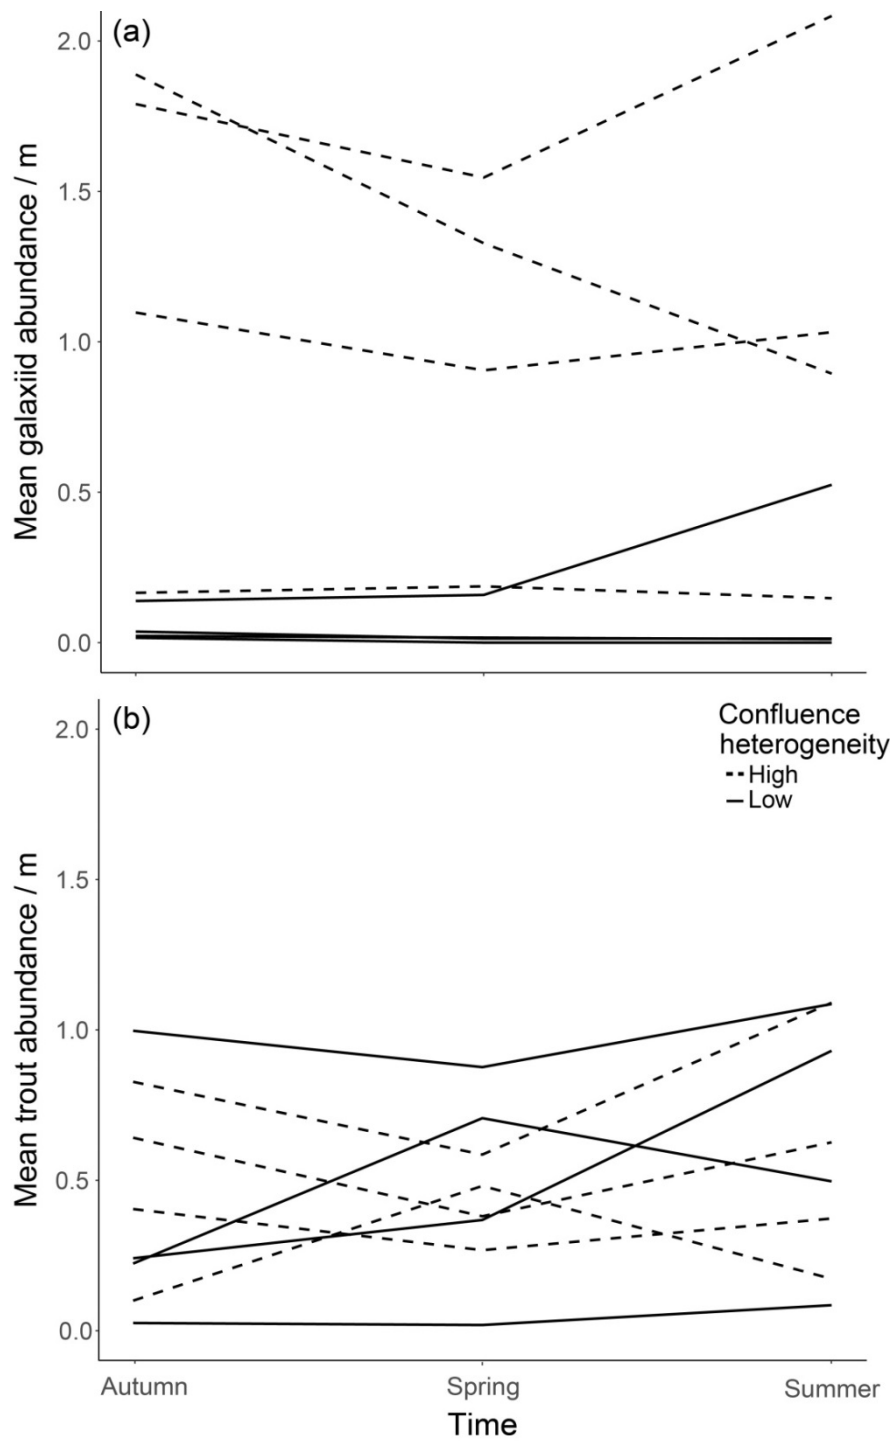 (a)
Mean galaxiid abundance / m
2.0
1.5
1.0
0.5
0.0
(b)
Mean trout abundance / m
2.0
1.5
1.0
0.5
0.0
Confluence
heterogeneity
High
Low
Autumn
Spring
Summer
Time